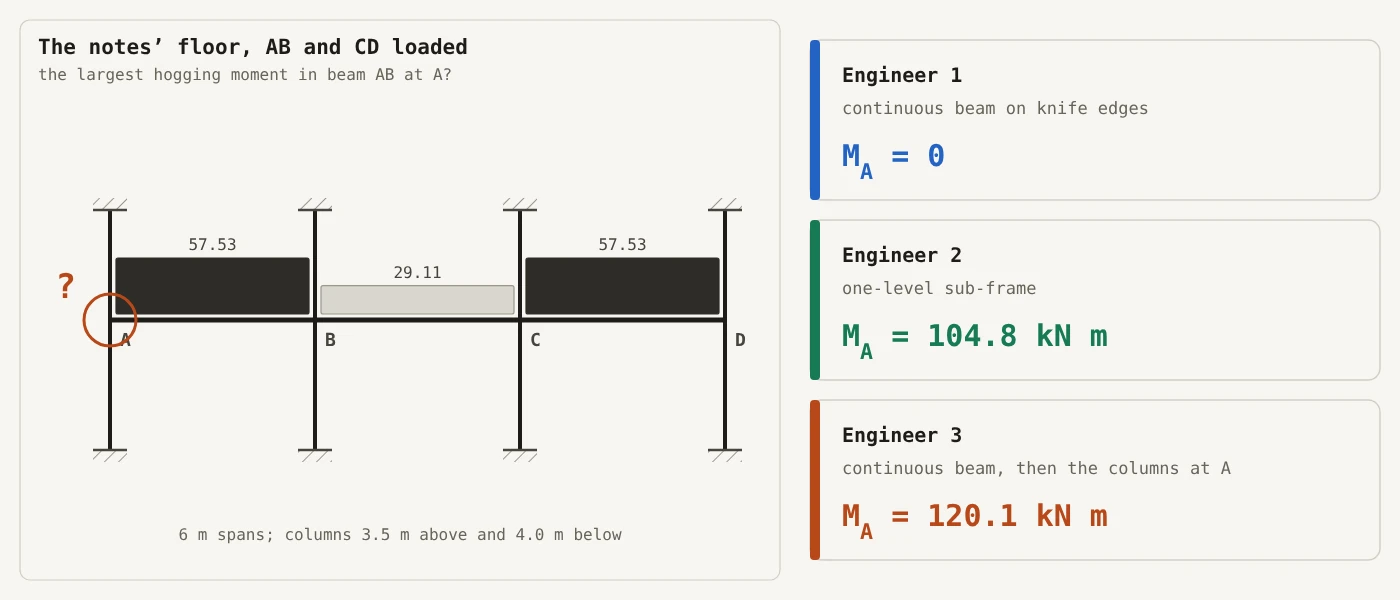 The notes’ floor, AB and CD loaded
the largest hogging moment in beam AB at A?
57.53
29.11
57.53
?
A
B
C
D
6 m spans; columns 3.5 m above and 4.0 m below
Engineer 1
continuous beam on knife edges
M_A = 0
Engineer 2
one-level sub-frame
M_A = 104.8 kN m
Engineer 3
continuous beam, then the columns at A
M_A = 120.1 kN m